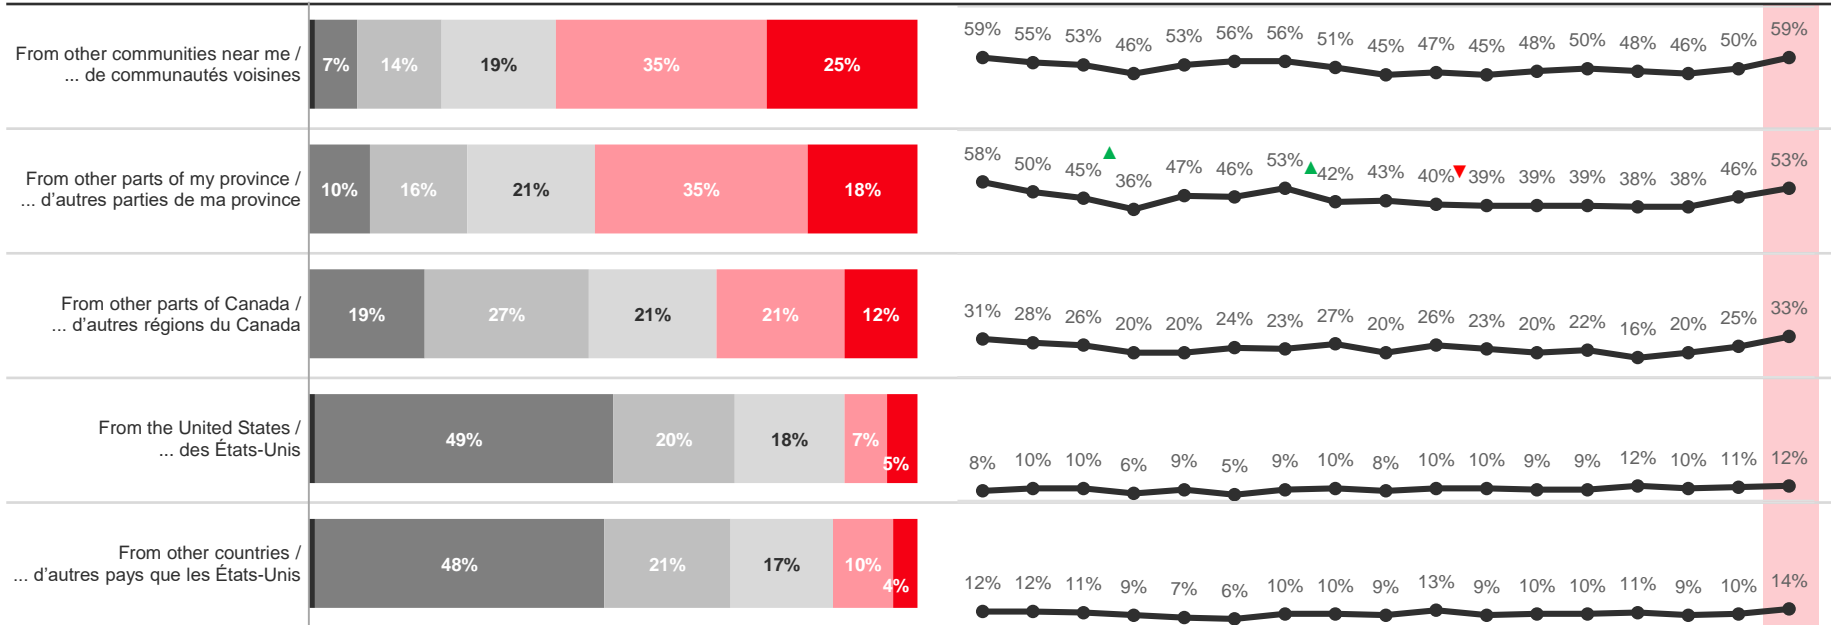 From other communities near me /
... de communautés voisines
7% 14% 19% 35% 25%
59% 55% 53% 46% 53% 56% 56% 51% 45% 47% 45% 48% 50% 48% 46% 50% 59%
From other parts of my province /
... d'autres parties de ma province
10% 16% 21% 35% 18%
58% 50% 45% 36% 47% 46% 53% 42% 43% 40% 39% 39% 39% 38% 38% 46% 53%
From other parts of Canada /
... d'autres régions du Canada
19% 27% 21% 21% 12%
31% 28% 26% 20% 20% 24% 23% 27% 20% 26% 23% 20% 22% 16% 20% 25% 33%
From the United States /
... des États-Unis
49% 20% 18% 7% 5%
8% 10% 10% 6% 9% 5% 9% 10% 8% 10% 10% 9% 9% 12% 10% 11% 12%
From other countries /
... d'autres pays que les États-Unis
48% 21% 17% 10% 4%
12% 12% 11% 9% 7% 6% 10% 10% 9% 13% 9% 10% 10% 11% 9% 10% 14%